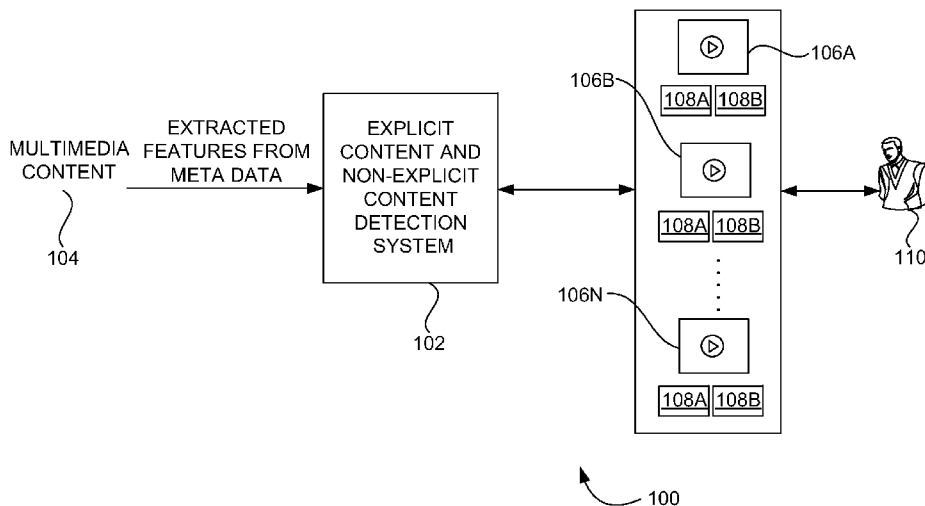 MULTIMEDIA
CONTENT
104
EXTRACTED
FEATURES FROM
META DATA
EXPLICIT
CONTENT AND
NON-EXPLICIT
CONTENT
DETECTION
SYSTEM
102
106A
108A 108B
106B
108A 108B
106N
108A 108B
110
100